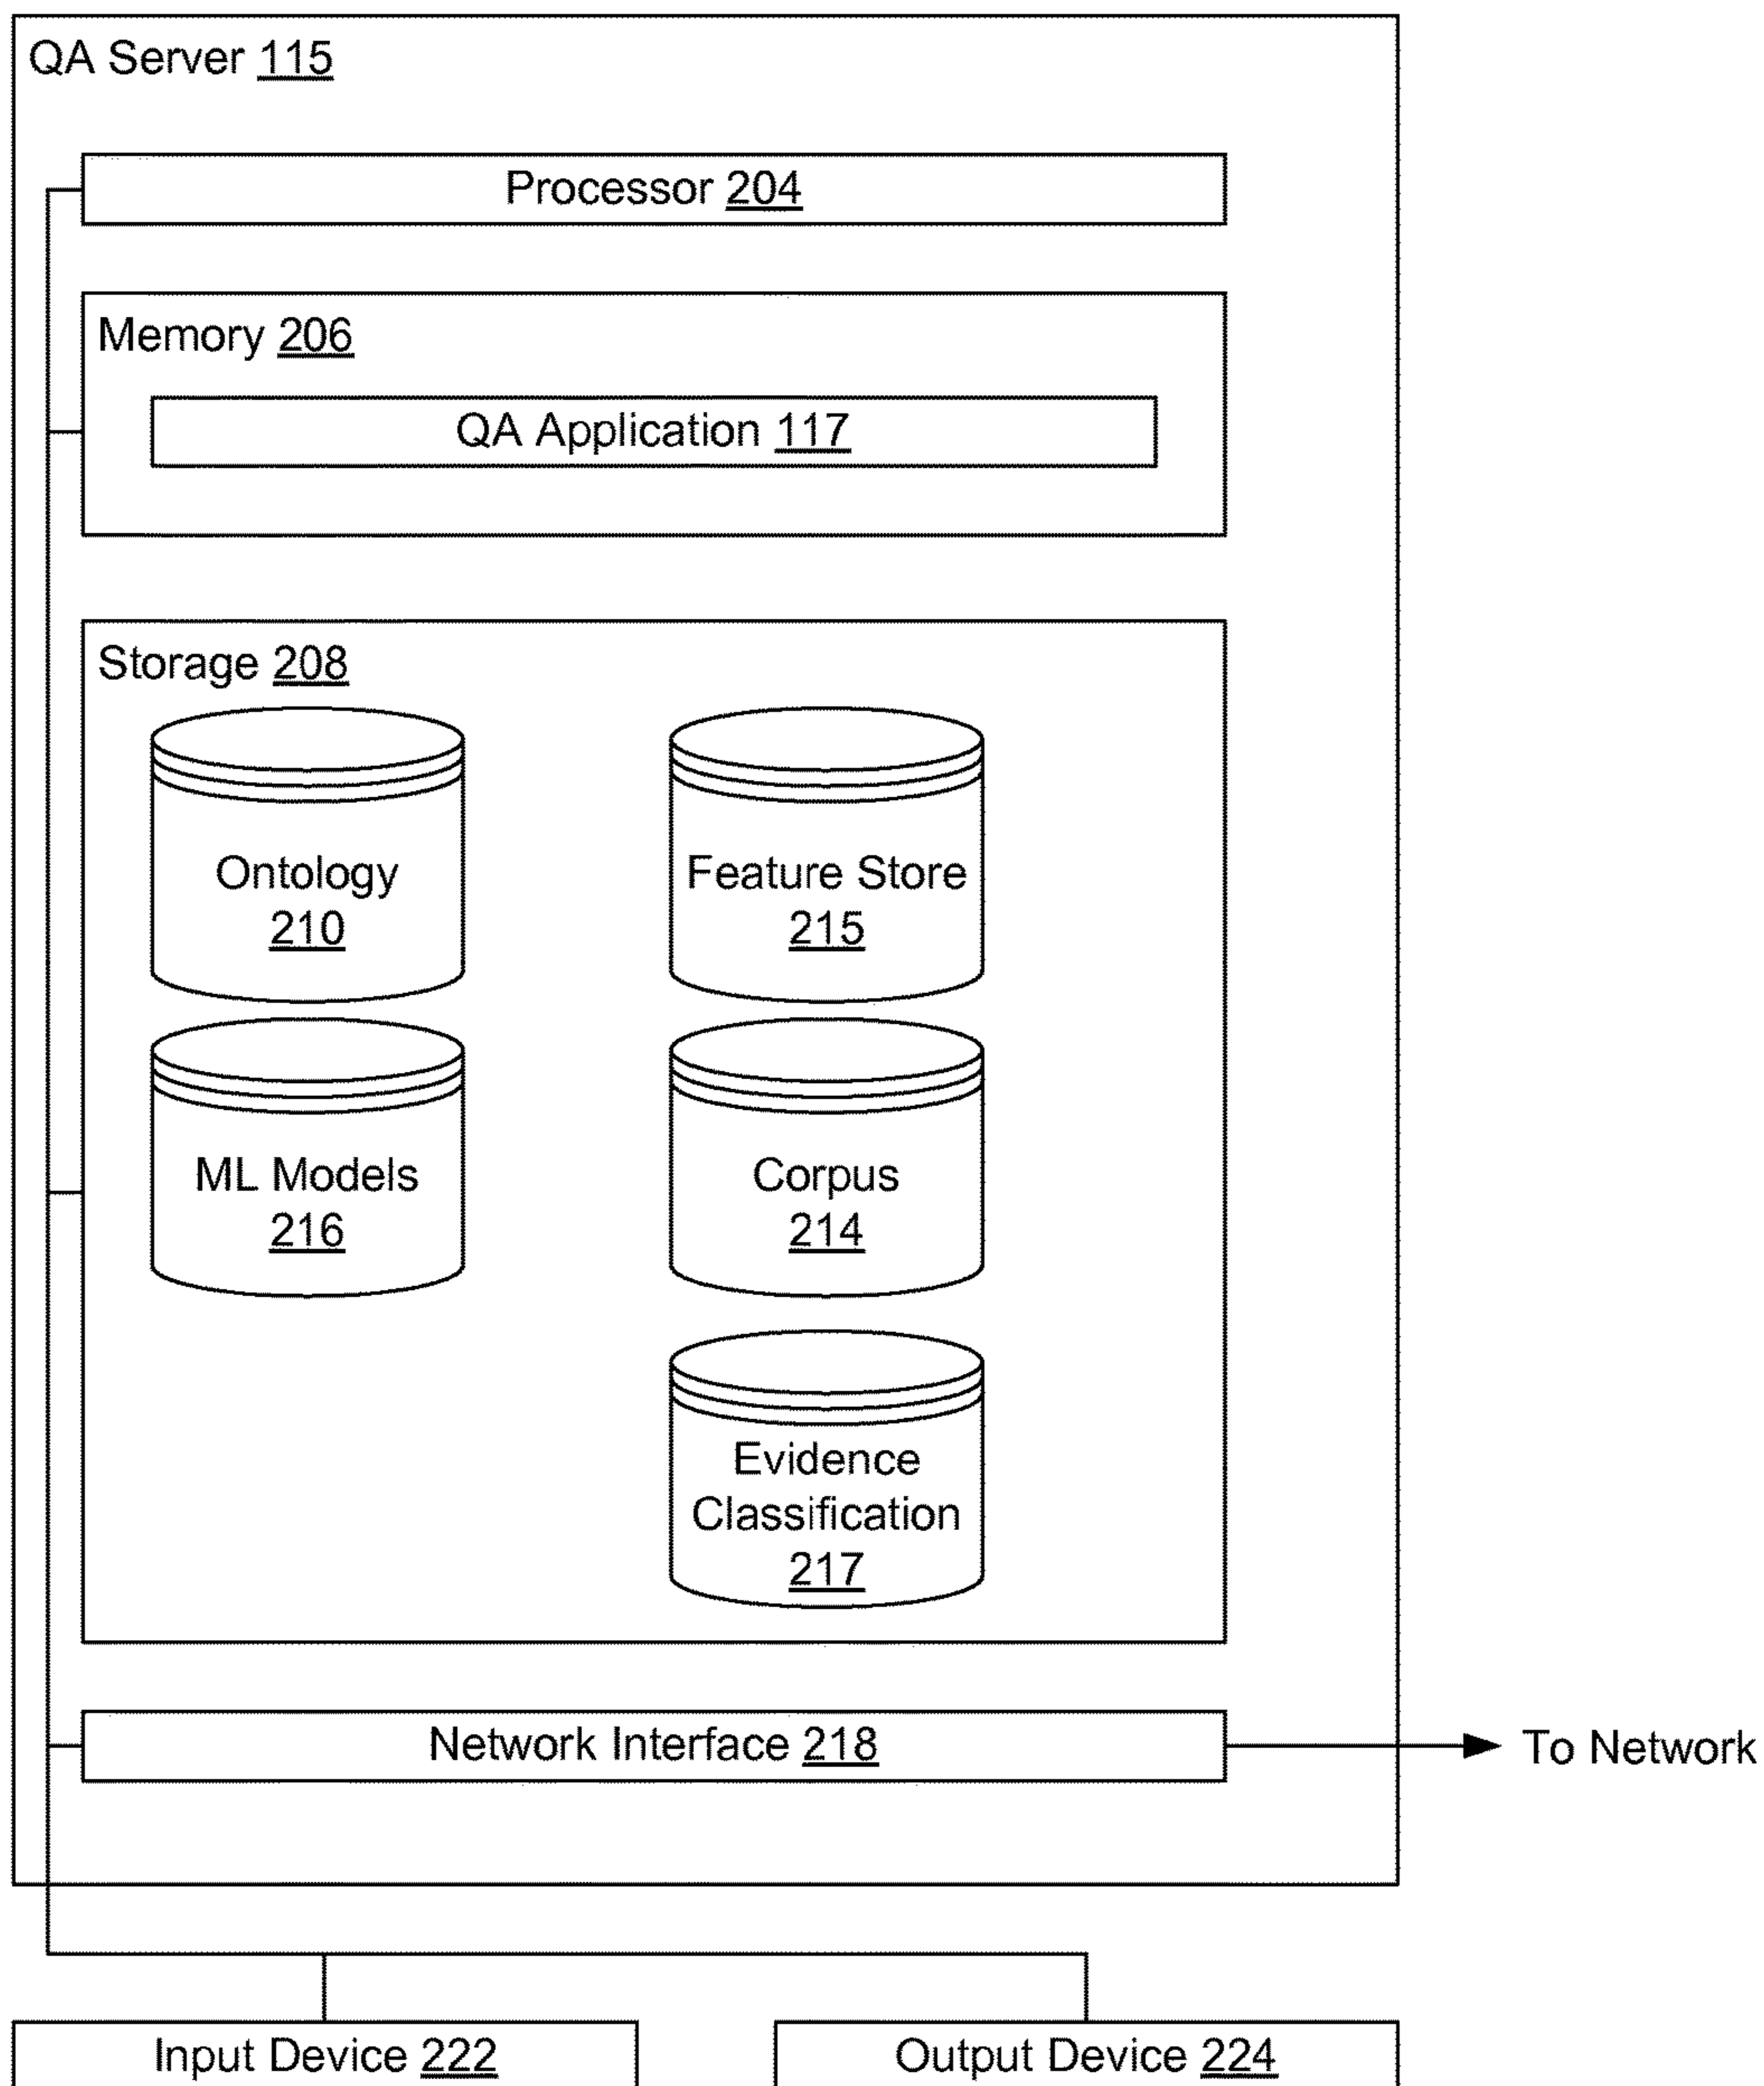 QA Server 115
Processor 204
Memory 206
QA Application 117
Storage 208
Ontology
210
Feature Store
215
ML Models
216
Corpus
214
Evidence
Classification
217
Network Interface 218
To Network
Input Device 222
Output Device 224